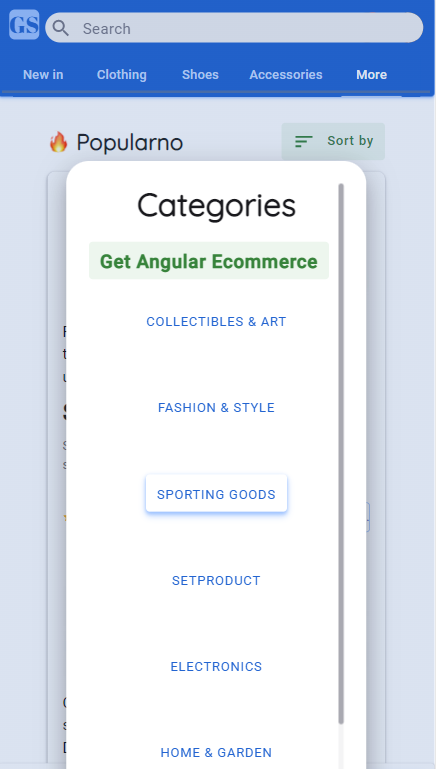 GS
Search
New in
Clothing
Shoes
Accessories
More
🔥 Popularno
Sort by
Categories
Get Angular Ecommerce
COLLECTIBLES & ART
FASHION & STYLE
SPORTING GOODS
SETPRODUCT
ELECTRONICS
HOME & GARDEN